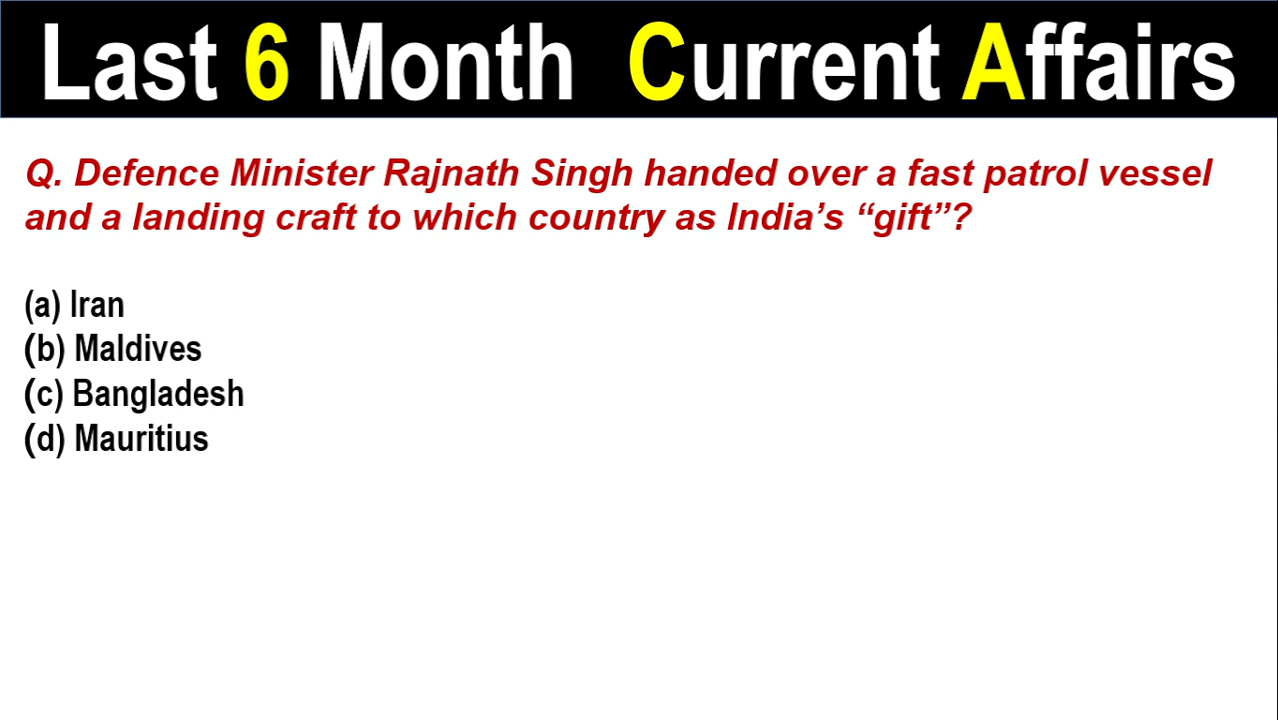 Last 6 Month Current Affairs
Q. Defence Minister Rajnath Singh handed over a fast patrol vessel
and a landing craft to which country as India’s “gift”?
(a) Iran
(b) Maldives
(c) Bangladesh
(d) Mauritius